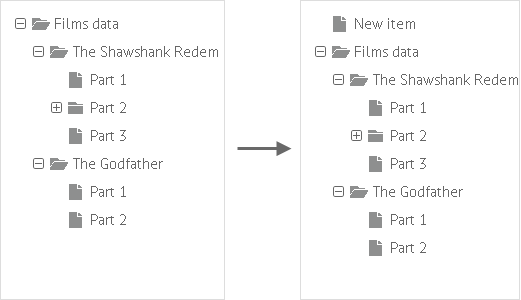 Films data
The Shawshank Redem
Part 1
Part 2
Part 3
The Godfather
Part 1
Part 2
New item
Films data
The Shawshank Redem
Part 1
Part 2
Part 3
The Godfather
Part 1
Part 2